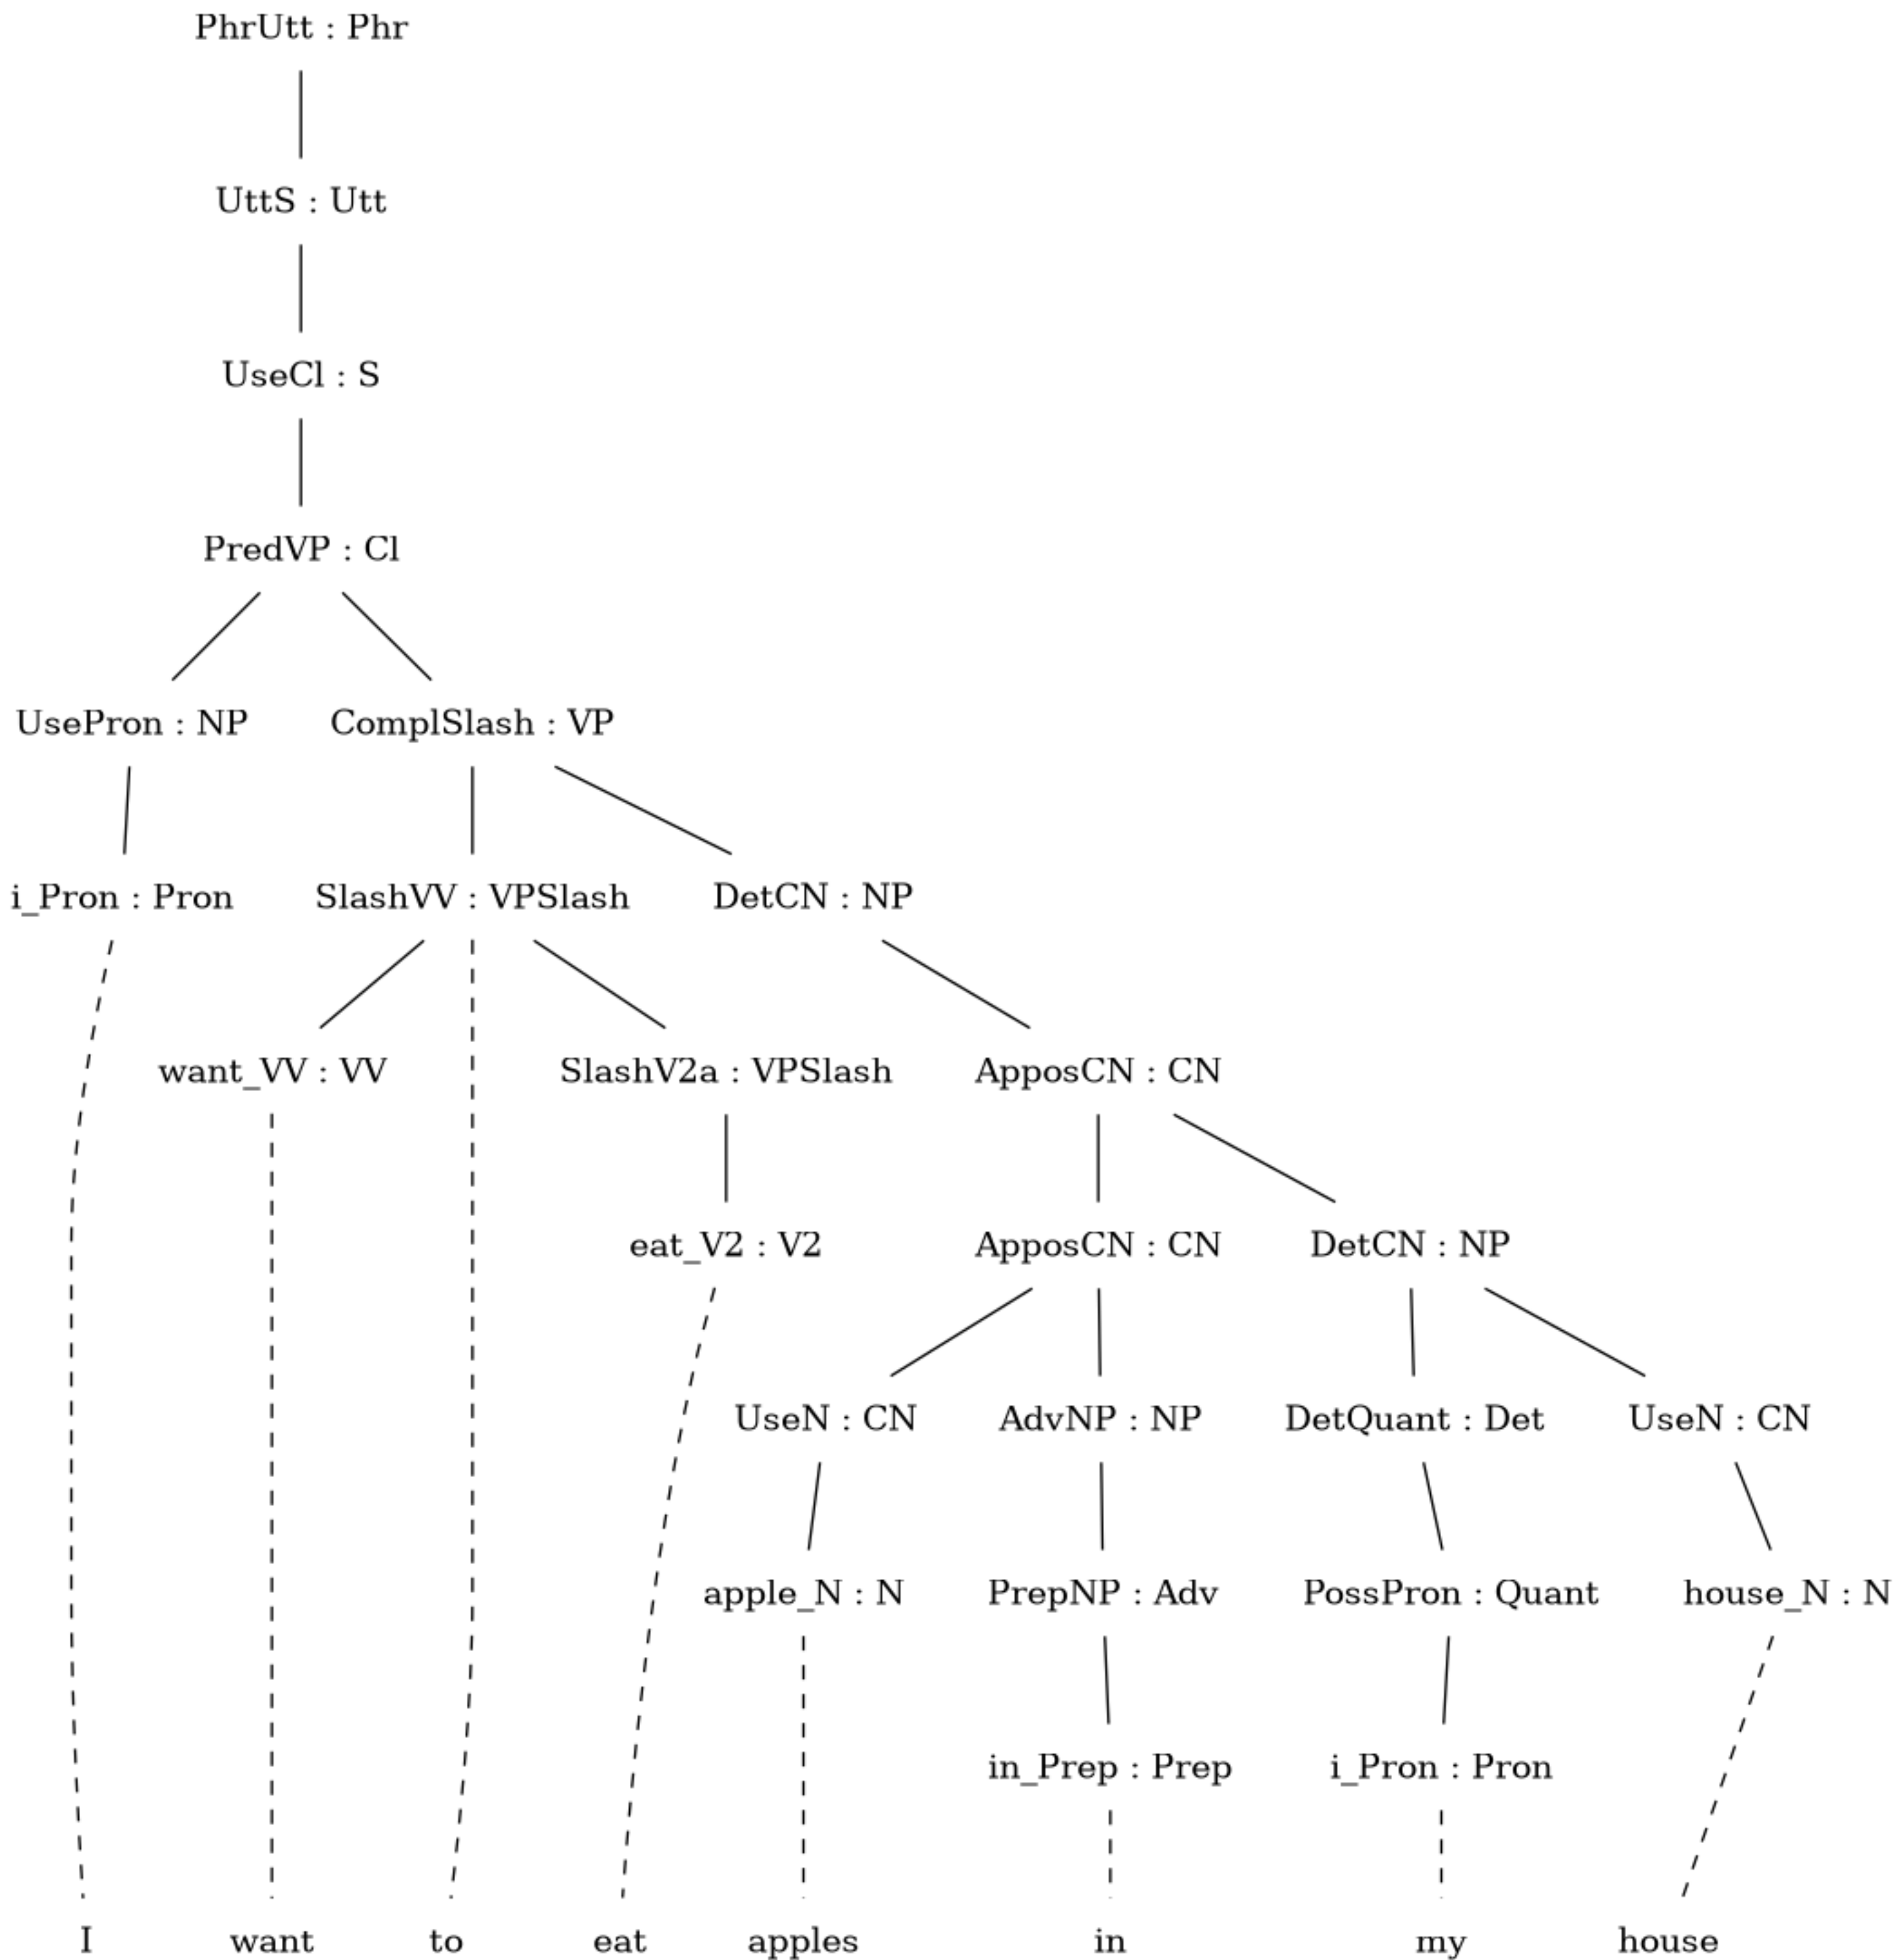 PhrUtt : Phr
UttS : Utt
UseCl : S
PredVP : Cl
UsePron : NP ComplSlash : VP
i_Pron : Pron SlashVV : VPSlash DetCN : NP
want_VV : VV SlashV2a : VPSlash ApposCN : CN
eat_V2 : V2 ApposCN : CN DetCN : NP
UseN : CN AdvNP : NP DetQuant : Det UseN : CN
apple_N : N PrepNP : Adv PossPron : Quant house_N : N
in_Prep : Prep i_Pron : Pron
I want to eat apples in my house